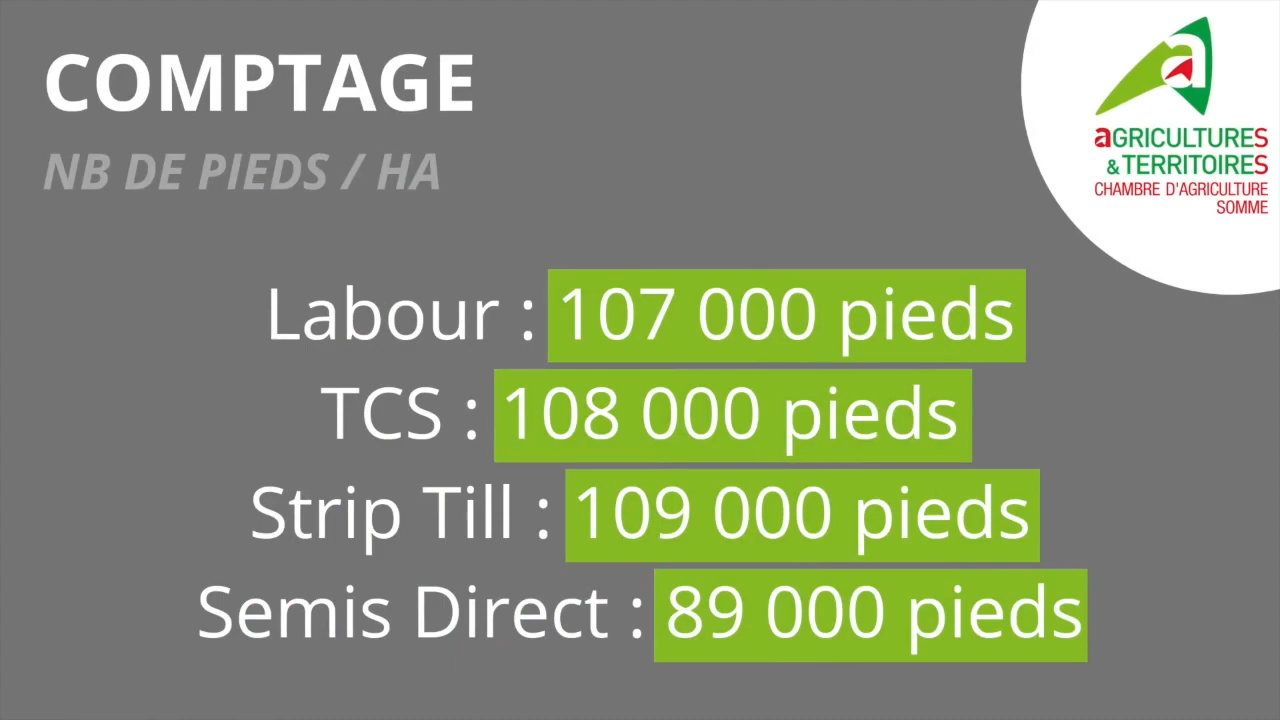 COMPTAGE
NB DE PIEDS / HA
aGRICULTURES
& TERRITOIRES
CHAMBRE D'AGRICULTURE
SOMME
Labour : 107 000 pieds
TCS : 108 000 pieds
Strip Till : 109 000 pieds
Semis Direct : 89 000 pieds